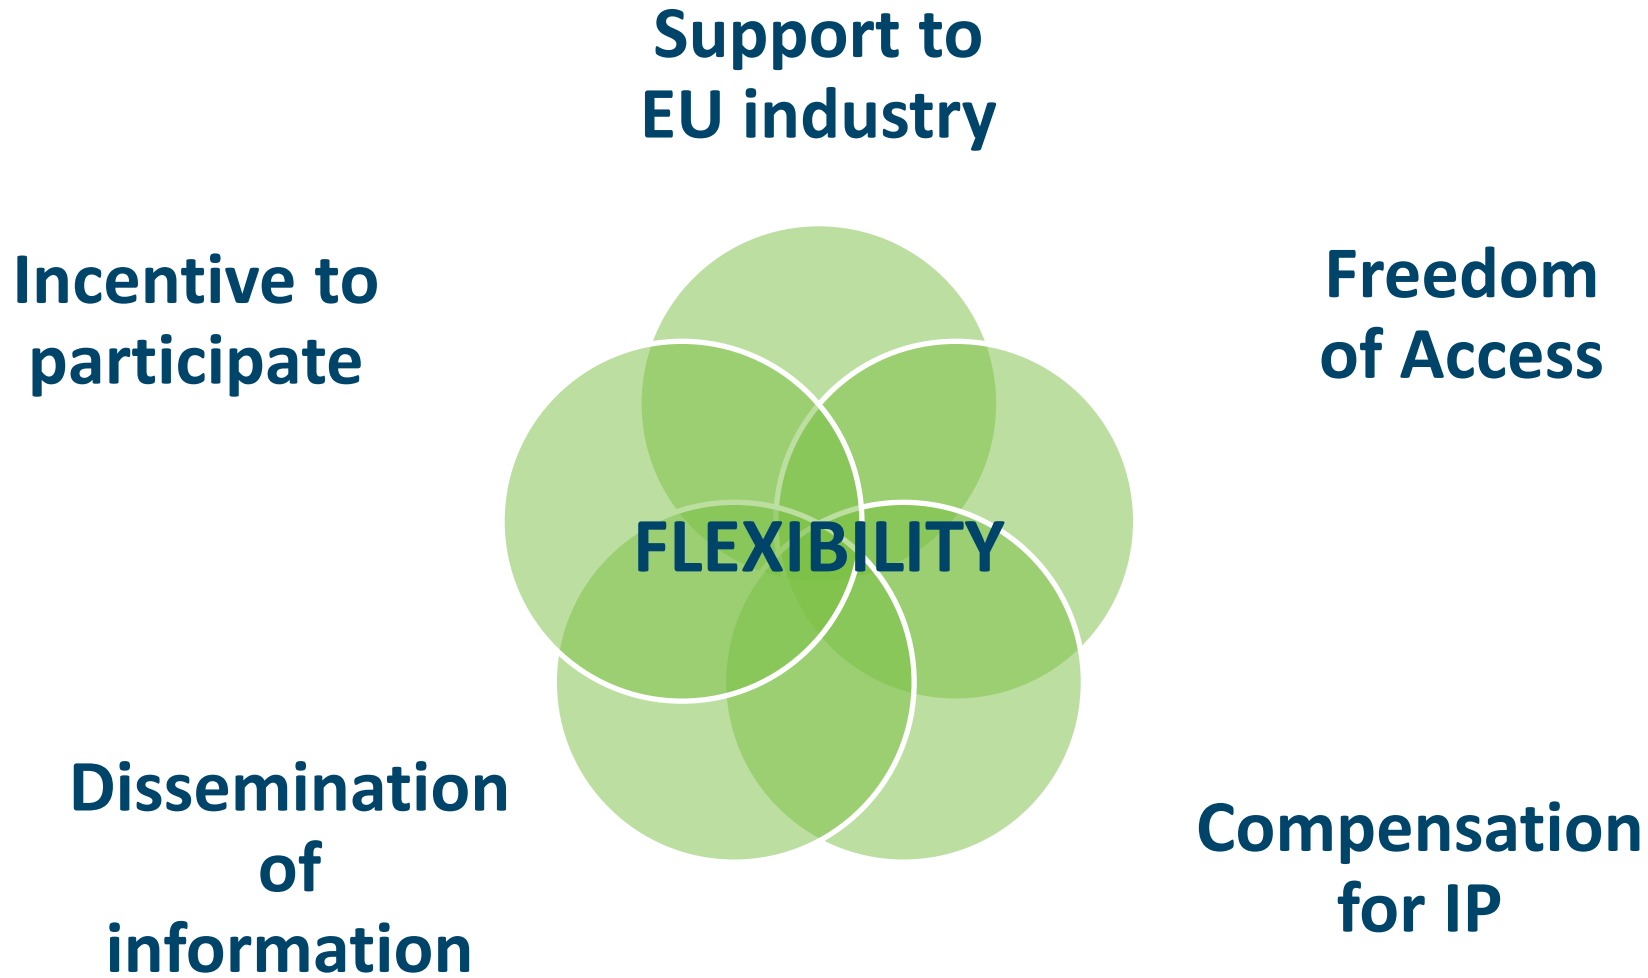 Support to
EU industry
Incentive to
participate
Freedom
of Access
FLEXIBILITY
Dissemination
of
information
Compensation
for IP